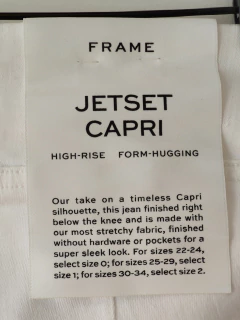 FRAME
JETSET
CAPRI
HIGH-RISE FORM-HUGGING
Our take on a timeless Capri
silhouette, this jean finished right
below the knee and is made with
our most stretchy fabric, finished
without hardware or pockets for a
super sleek look. For sizes 22-24,
select size 0; for sizes 25-29, select
size 1; for sizes 30-34, select size 2.